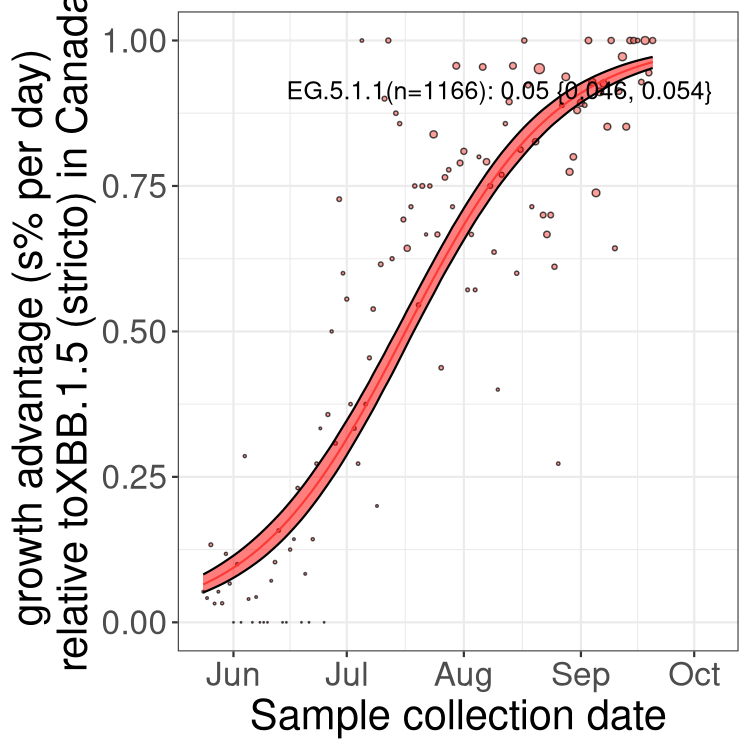 growth advantage (s% per day)
relative toXBB.1.5 (stricto) in Canada
1.00
0.75
0.50
0.25
0.00
EG.5.1.1(n=1166): 0.05 {0.046, 0.054}
Jun Jul Aug Sep Oct
Sample collection date